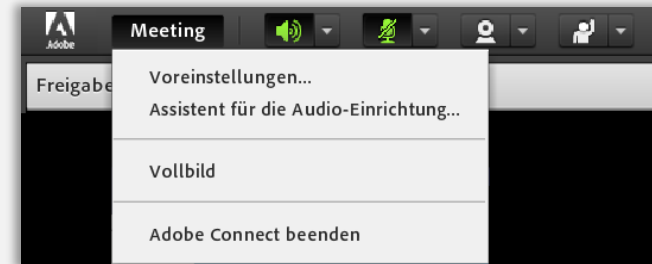 Adobe
Meeting
Freigabe
Voreinstellungen...
Assistent für die Audio-Einrichtung...
Vollbild
Adobe Connect beenden